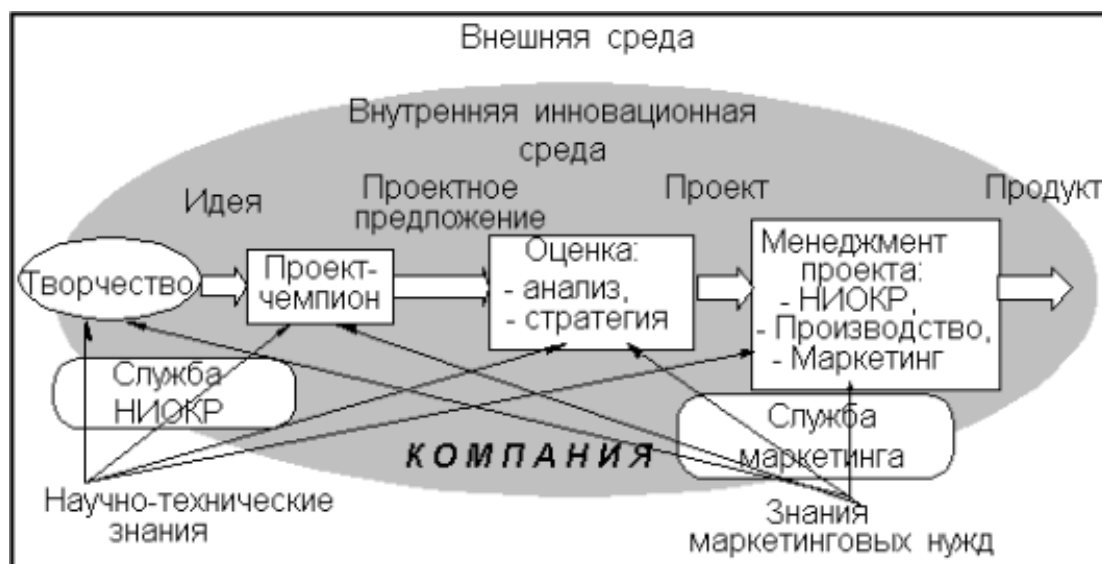 Внешняя среда
Внутренняя инновационная
среда
Идея
Проектное
предложение
Проект
Продукт
Творчество
Проект-
чемпион
Оценка:
- анализ,
- стратегия
Менеджмент
проекта:
- НИОКР,
- Производство,
- Маркетинг
Служба
НИОКР
Служба
маркетинга
КОМПАНИЯ
Научно-технические
знания
Знания
маркетинговых нужд